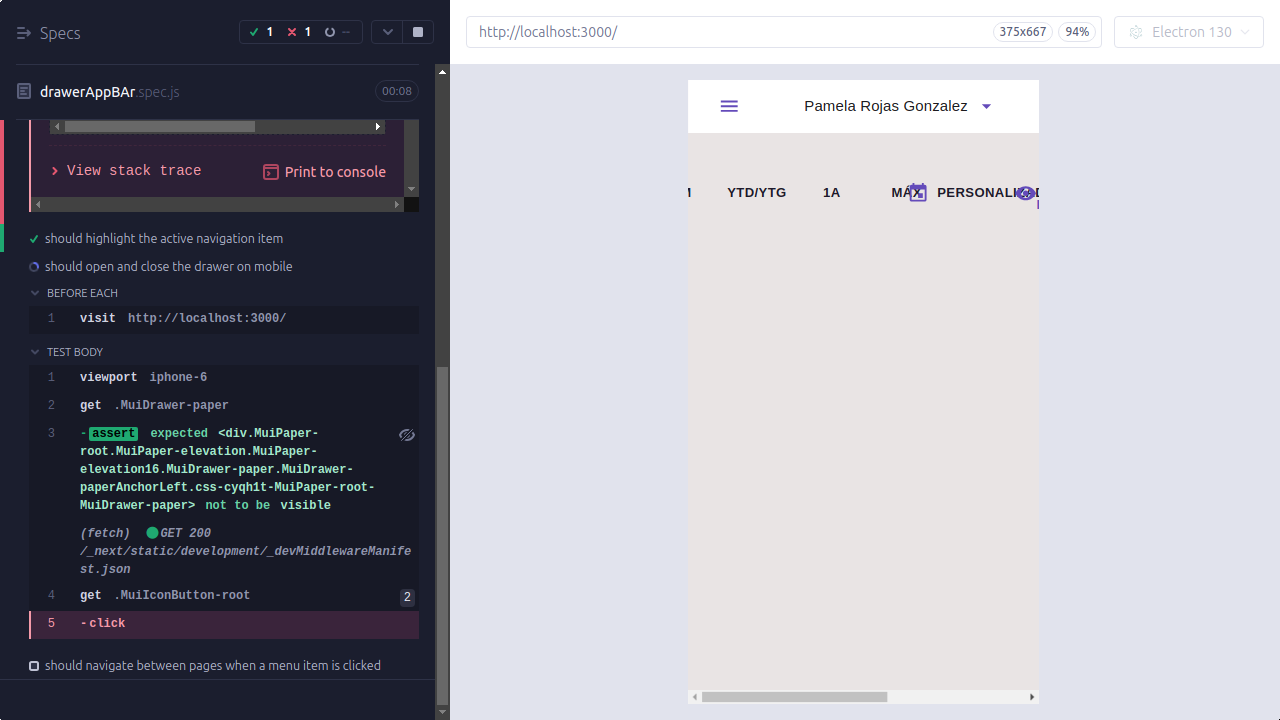 Specs
1
1
--
http://localhost:3000/
375x667
94%
Electron 130
drawerAppBAr.spec.js
00:08
View stack trace
Print to console
should highlight the active navigation item
should open and close the drawer on mobile
BEFORE EACH
1 visit http://localhost:3000/
TEST BODY
1 viewport iphone-6
2 get .MuiDrawer-paper
3 -assert expected <div.MuiPaper-
root.MuiPaper-elevation.MuiPaper-
elevation16.MuiDrawer-paper.MuiDrawer-
paperAnchorLeft.css-cyqh1t-MuiPaper-root-
MuiDrawer-paper> not to be visible
(fetch) GET 200
/_next/static/development/_devMiddlewareManife
st.json
4 get .MuiIconButton-root 2
5 -click
should navigate between pages when a menu item is clicked
Pamela Rojas Gonzalez
YTD/YTG 1A MÁX